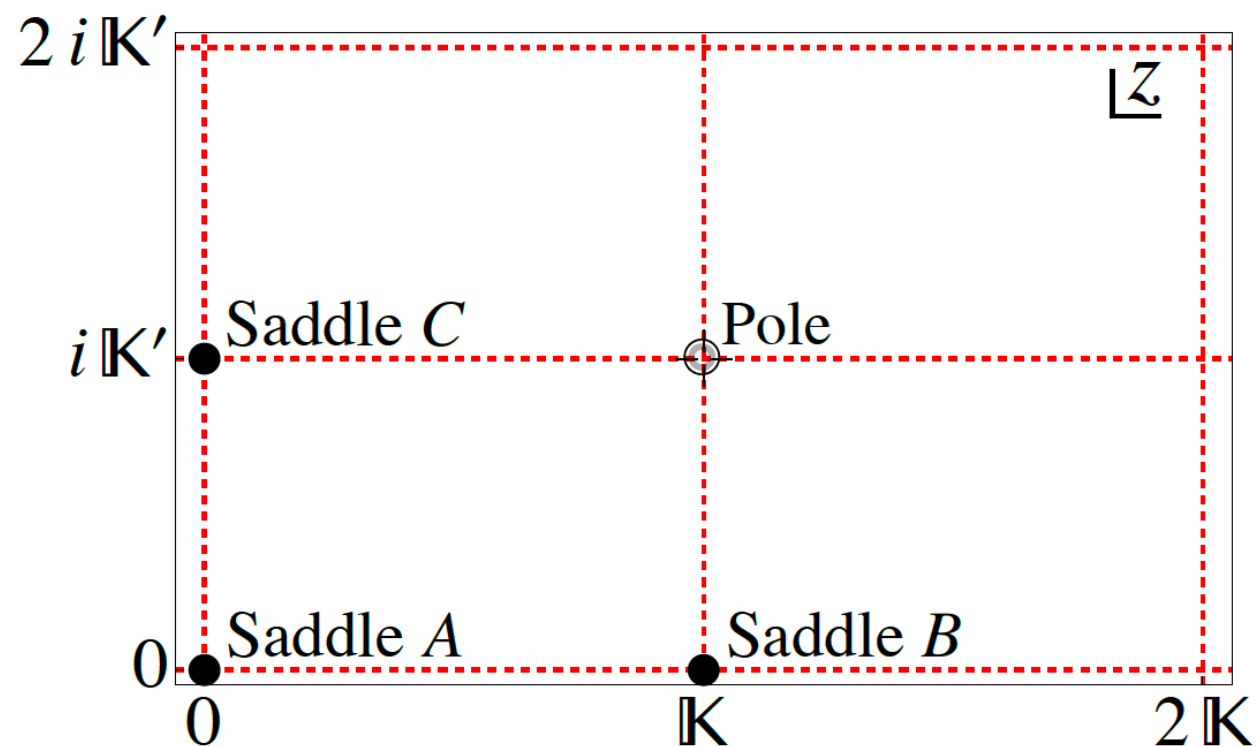 2 i 𝕂′
z
Saddle C
Pole
i 𝕂′
Saddle A
Saddle B
0
0
𝕂
2 𝕂